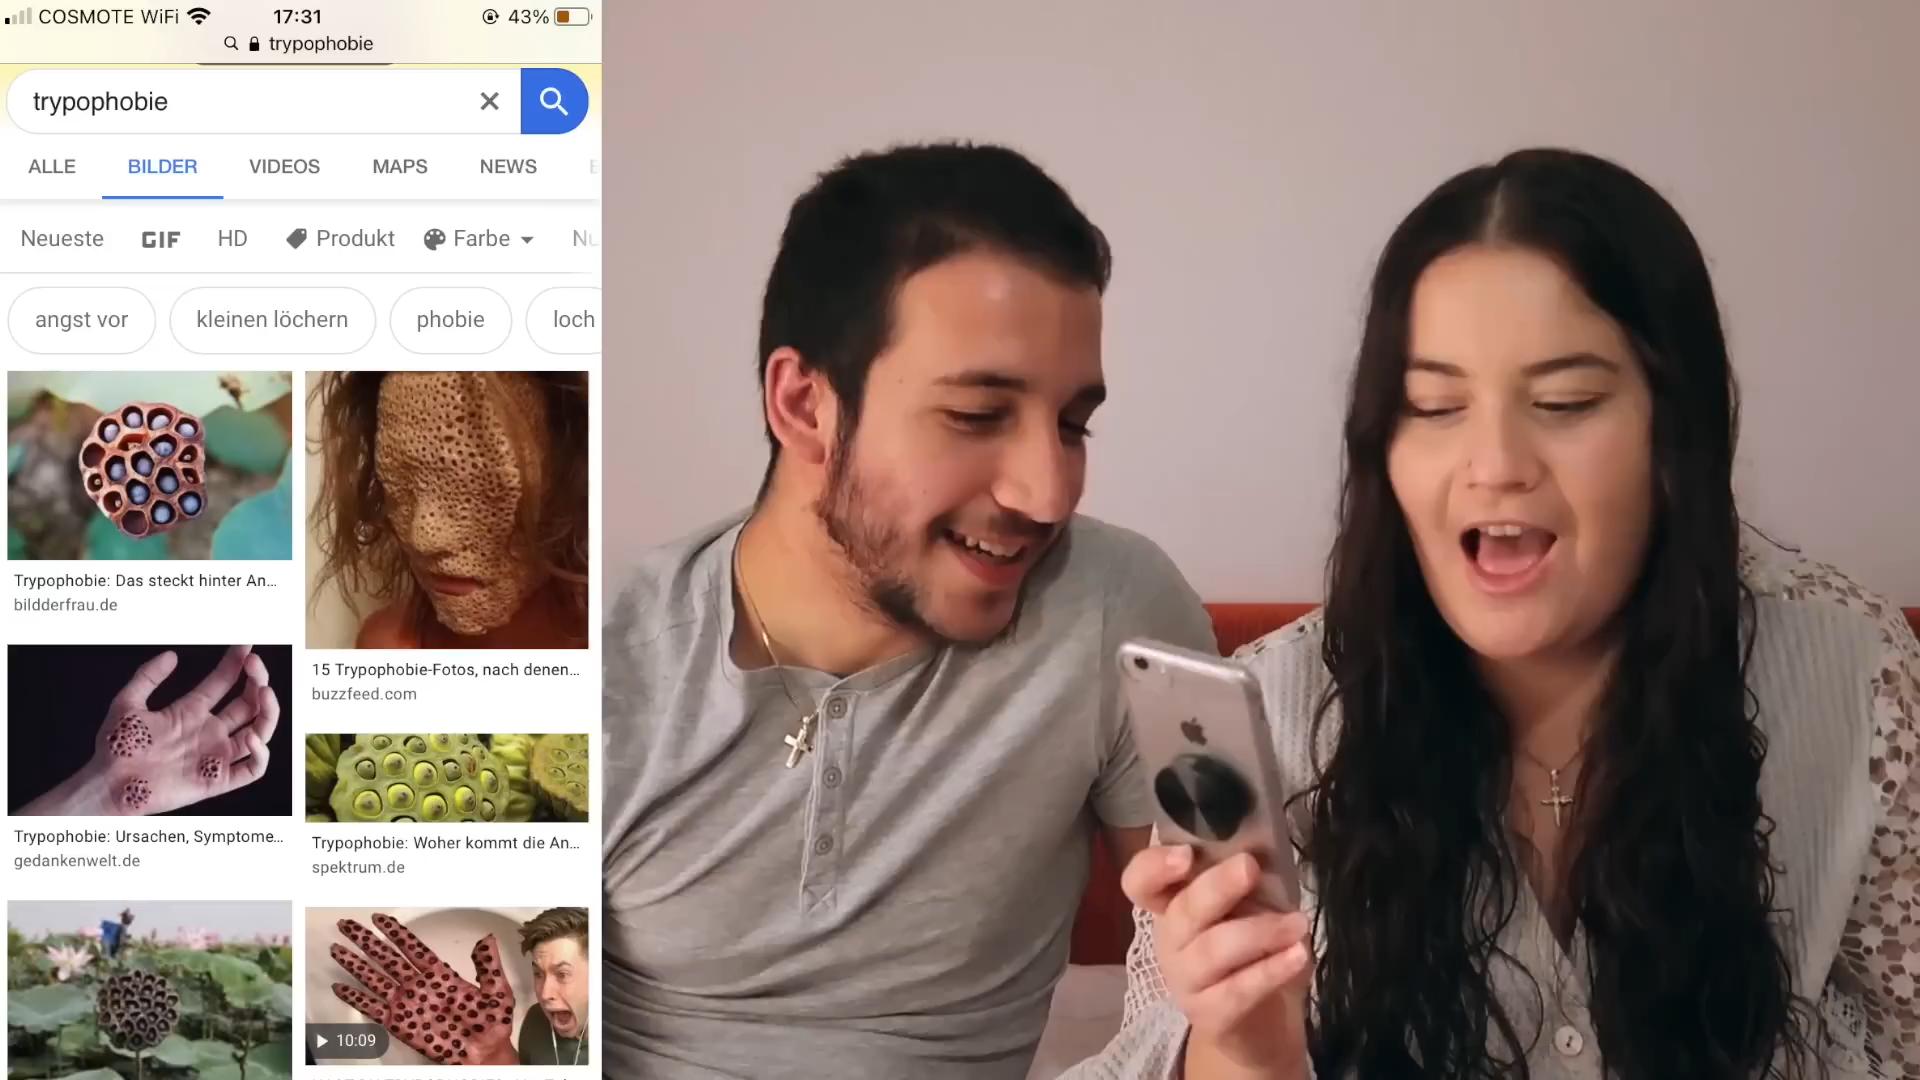 COSMOTE WiFi 17:31 43%
trypophobie
trypophobie
ALLE BILDER VIDEOS MAPS NEWS
Neueste GIF HD Produkt Farbe
angst vor kleinen löchern phobie loch
Trypophobie: Das steckt hinter An...
bildderfrau.de
15 Trypophobie-Fotos, nach denen...
buzzfeed.com
Trypophobie: Ursachen, Symptome...
gedankenwelt.de
Trypophobie: Woher kommt die An...
spektrum.de
10:09